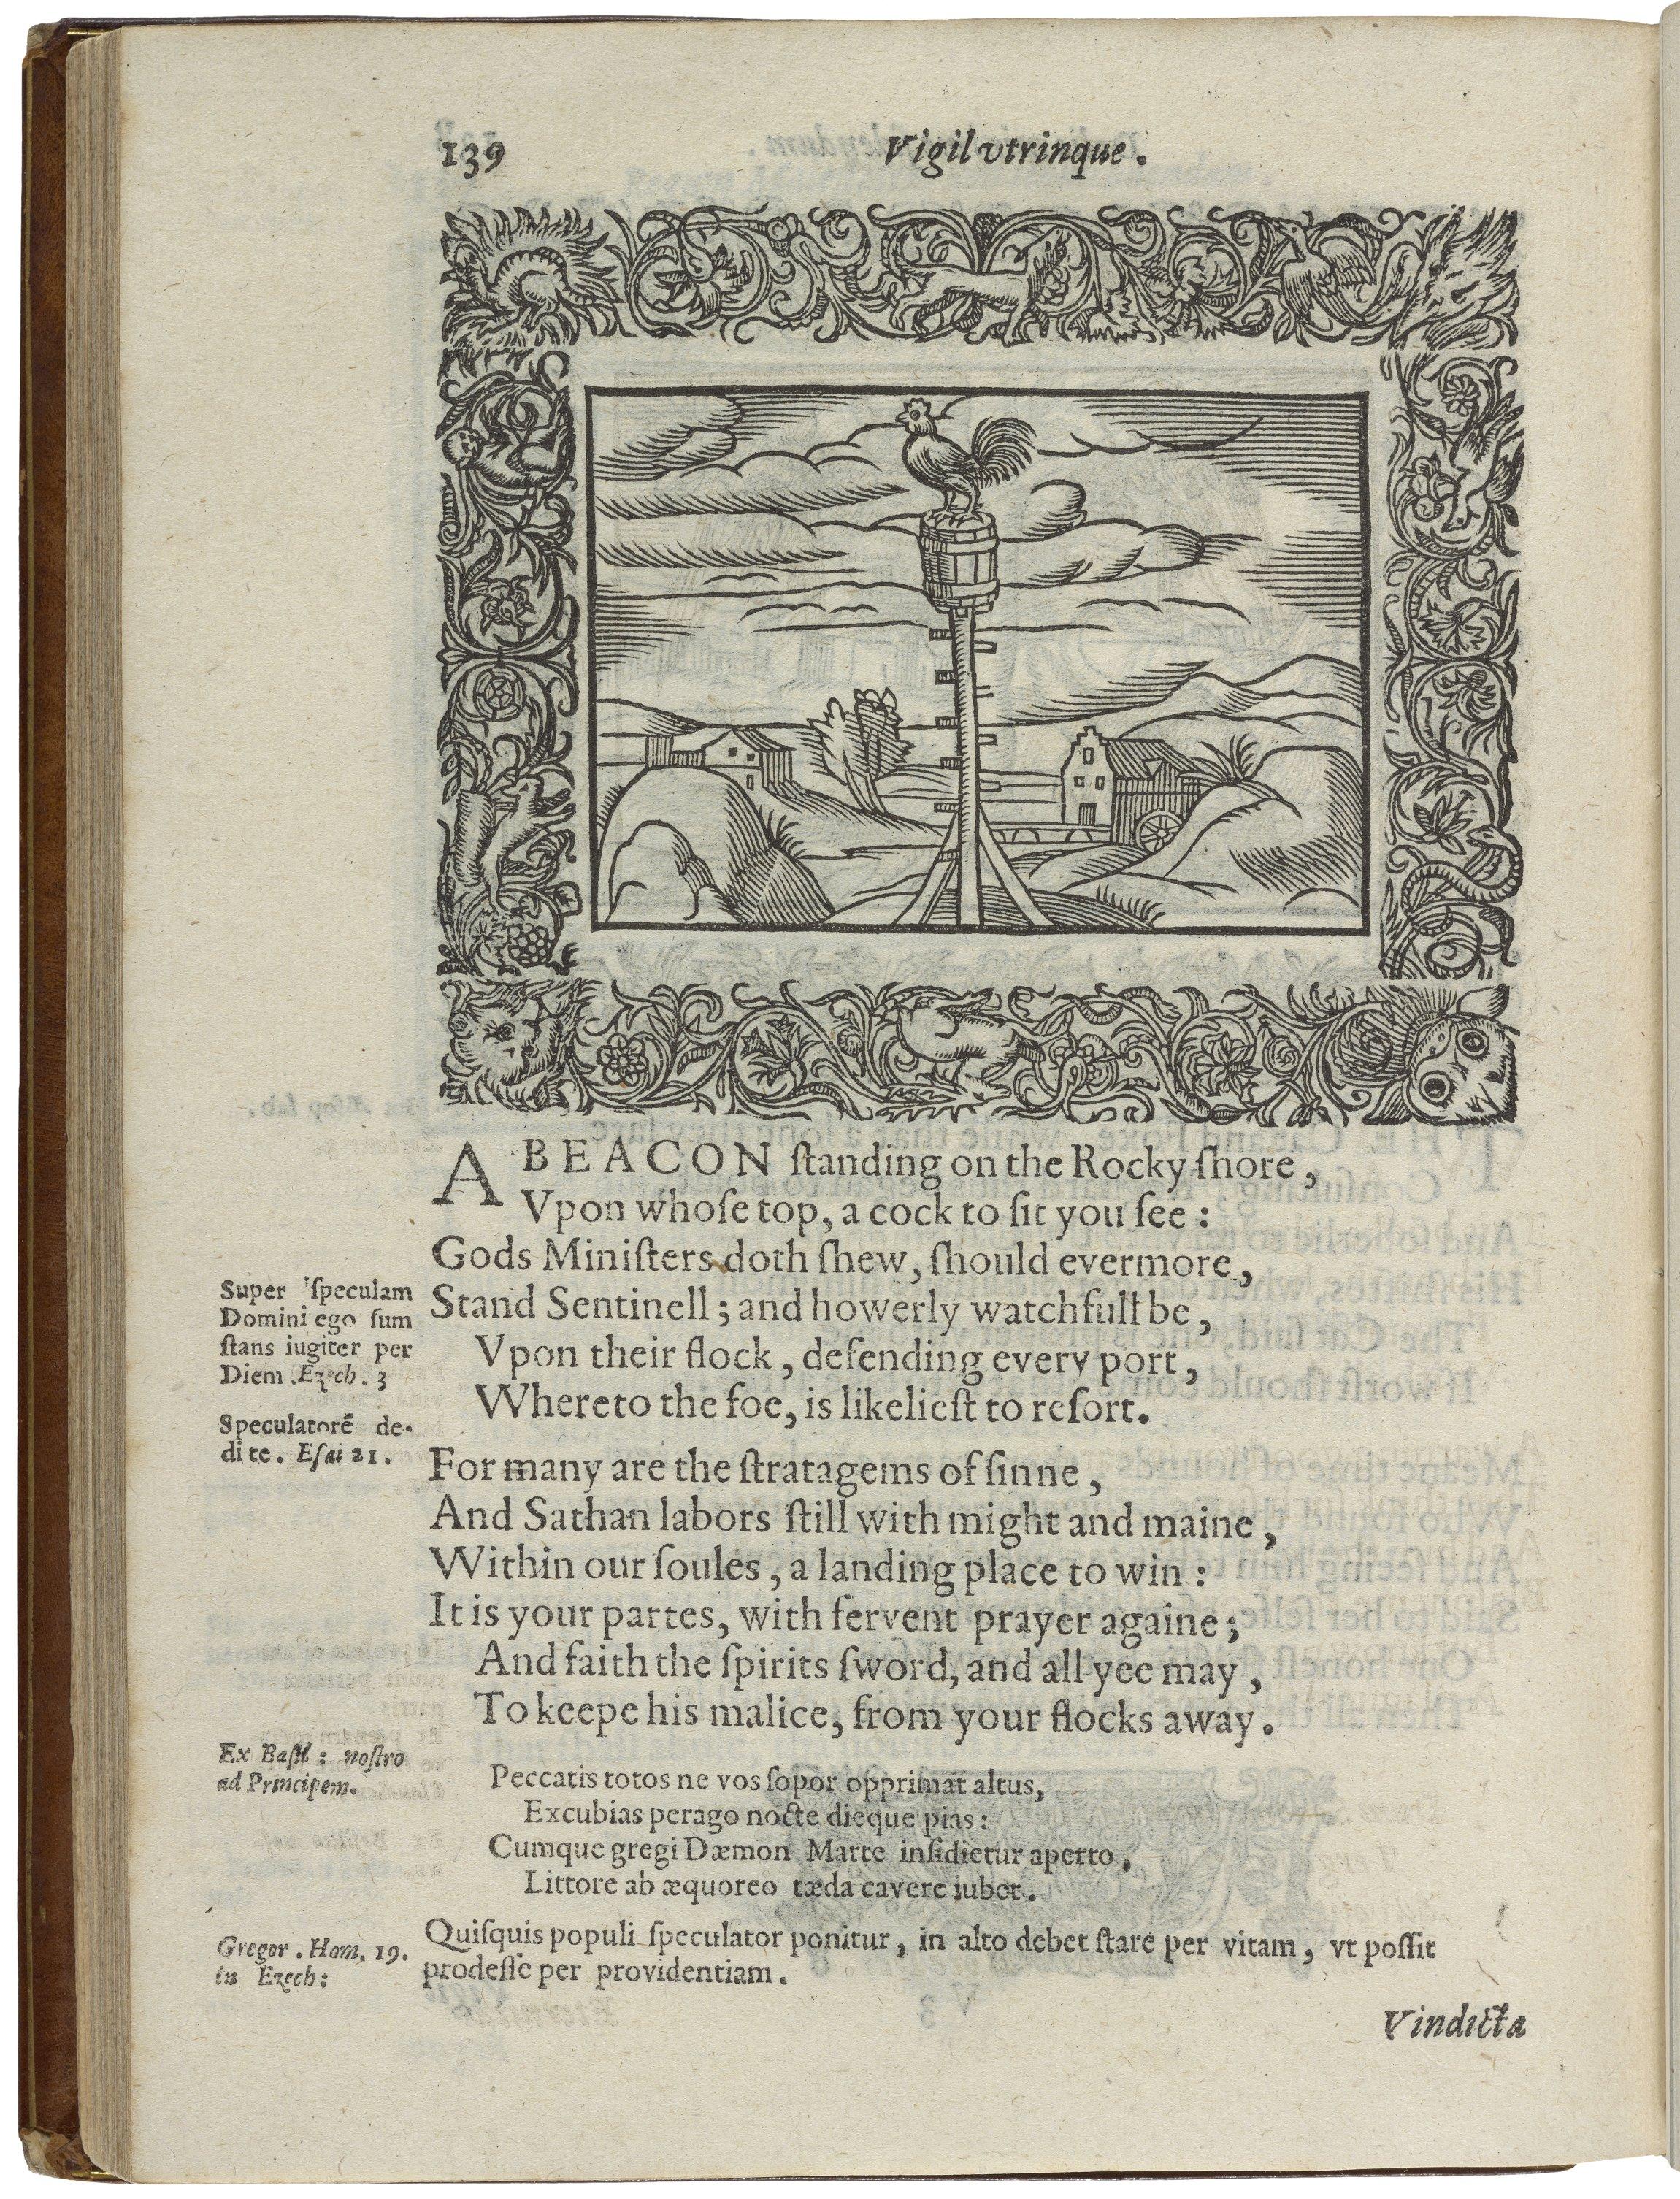 139
Vigil vtrinque.
A BEACON ſtanding on the Rocky ſhore,
Vpon whoſe top, a cock to ſit you ſee:
Gods Miniſters doth ſhew, ſhould evermore,
Stand Sentinell; and howerly watchfull be,
Vpon their flock, defending every port,
Whereto the foe, is likelieſt to reſort.
Super ſpeculam
Domini ego ſum
ſtans iugiter per
Diem. Ezech. 3
Speculatorē de-
di te. Eſai 21.
For many are the ſtratagems of ſinne,
And Sathan labors ſtill with might and maine,
Within our ſoules, a landing place to win:
It is your partes, with fervent prayer againe;
And faith the ſpirits ſword, and all yee may,
To keepe his malice, from your flocks away.
Ex Baſil: noſtro
ad Principem.
Peccatis totos ne vos ſopor opprimat altus,
Excubias perago nocte dieque pias:
Cumque gregi Dæmon Marte inſidietur aperto,
Littore ab æquoreo tæda cavere iubet.
Gregor. Hom. 19.
in Ezech:
Quiſquis populi ſpeculator ponitur, in alto debet ſtare per vitam, vt poſſit
prodeſſe per providentiam.
Vindicta